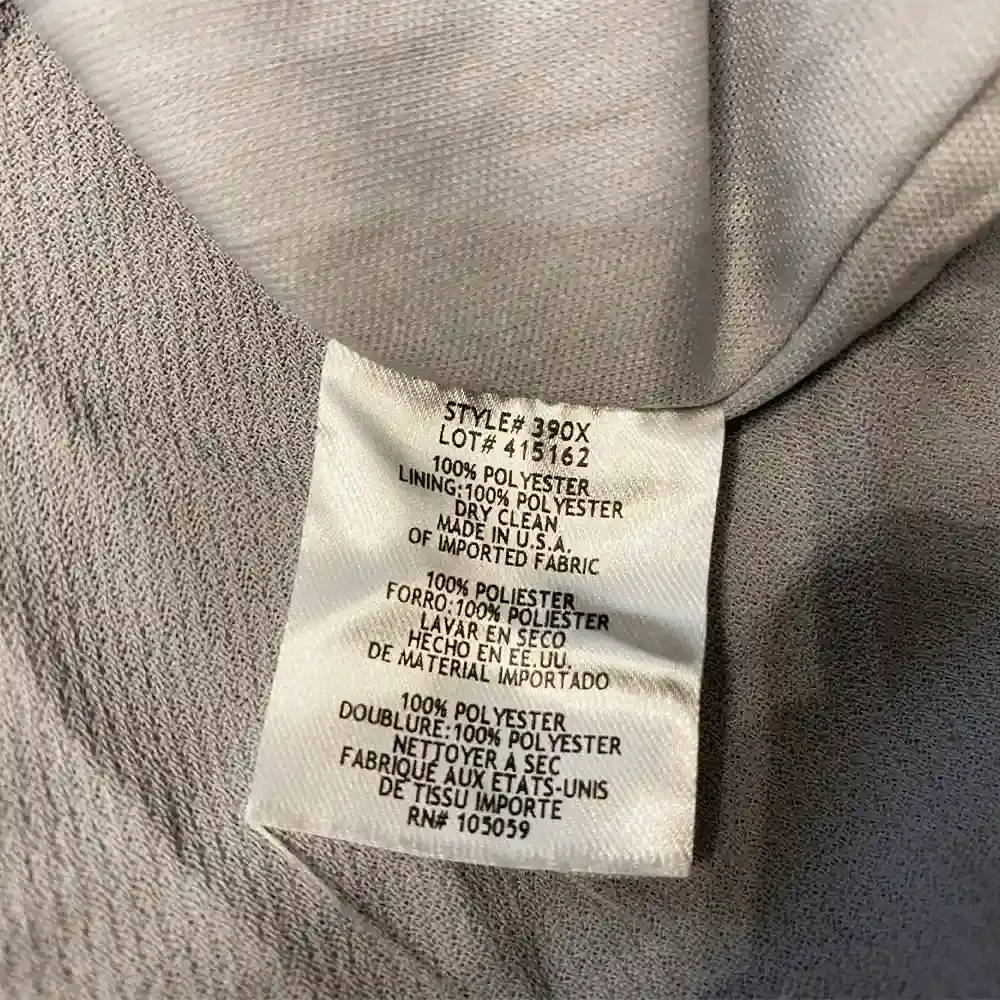 STYLE# 390X
LOT# 415162
100% POLYESTER
LINING:100% POLYESTER
DRY CLEAN
MADE IN U.S.A.
OF IMPORTED FABRIC
100% POLIESTER
FORRO:100% POLIESTER
LAVAR EN SECO
HECHO EN EE.UU.
DE MATERIAL IMPORTADO
100% POLYESTER
DOUBLURE:100% POLYESTER
NETTOYER A SEC
FABRIQUE AUX ETATS-UNIS
DE TISSU IMPORTE
RN# 105059